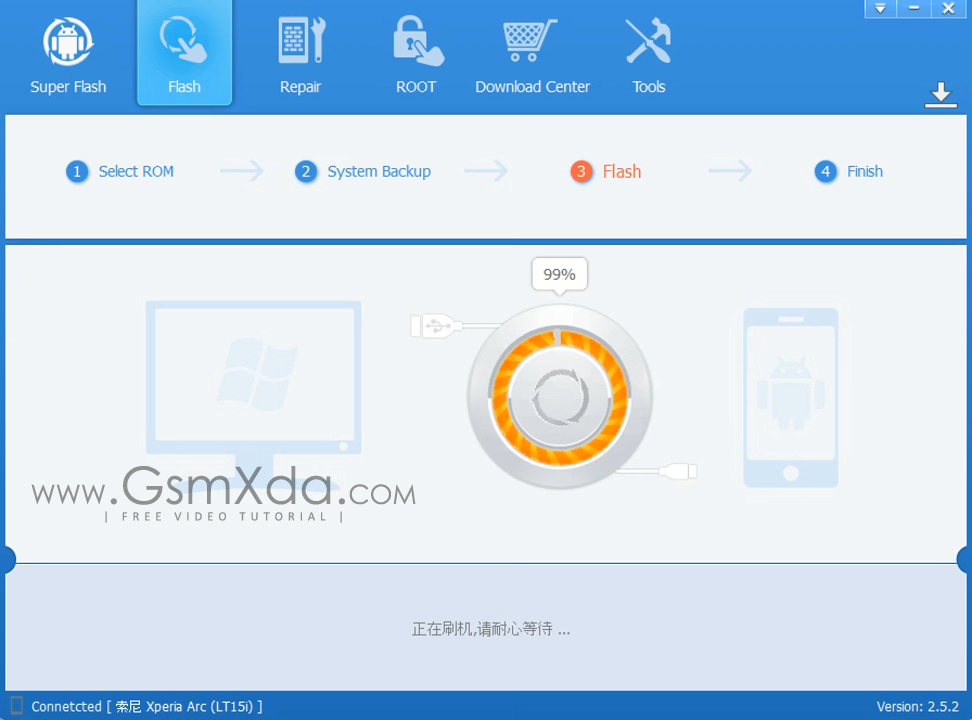 Super Flash
Flash
Repair
ROOT
Download Center
Tools
1 Select ROM
2 System Backup
3 Flash
4 Finish
99%
www.GsmXda.com
| FREE VIDEO TUTORIAL |
正在刷机,请耐心等待 ...
Connetcted [ 索尼 Xperia Arc (LT15i) ]
Version: 2.5.2